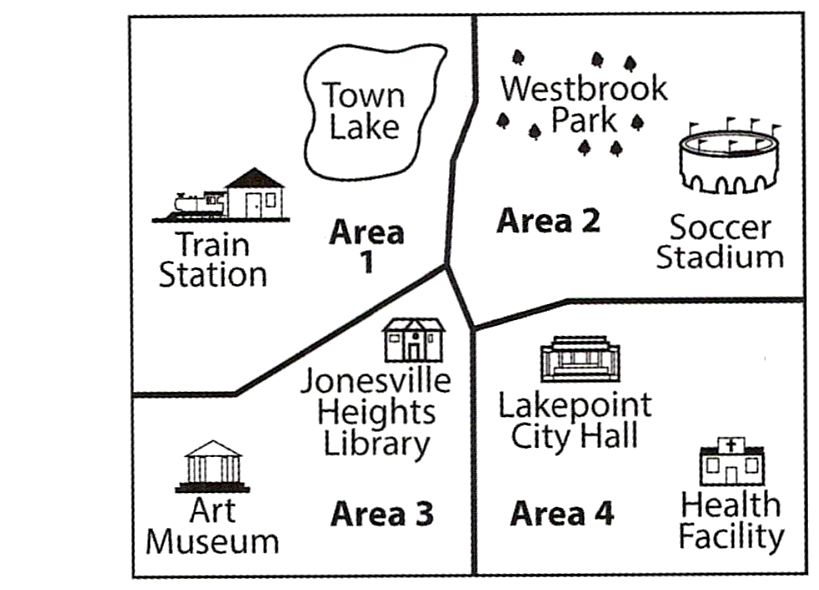 Town
Lake
Train
Station
Area
1
Westbrook
Park
Area 2
Soccer
Stadium
Jonesville
Heights
Library
Art
Museum
Area 3
Lakepoint
City Hall
Area 4
Health
Facility